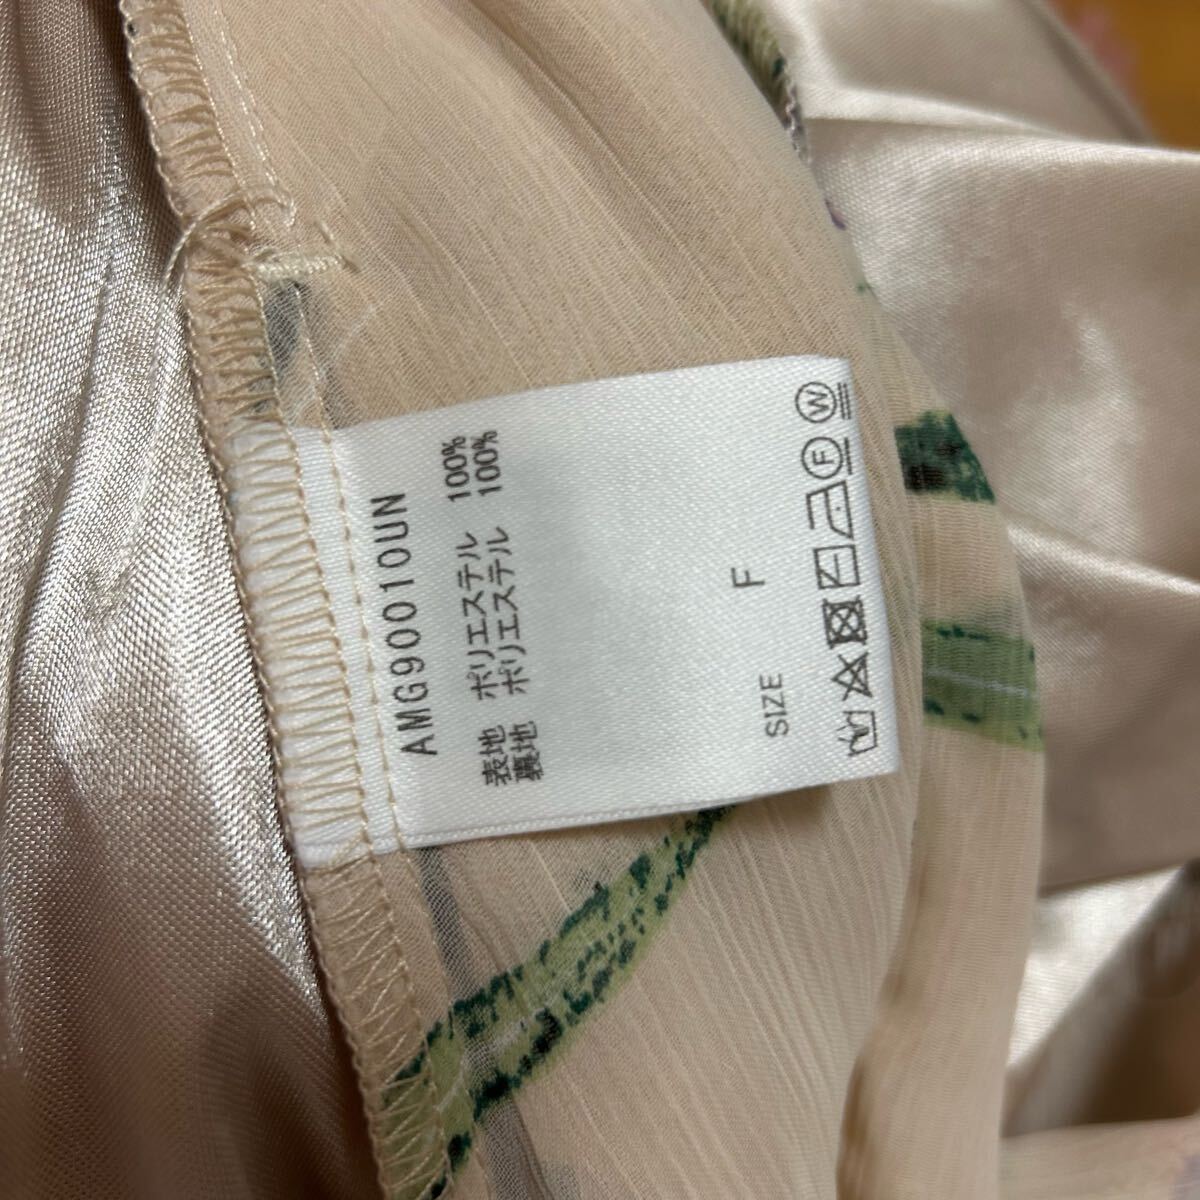 AMG90010UN
表地 ポリエステル 100%
裏地 ポリエステル 100%
SIZE F
F W